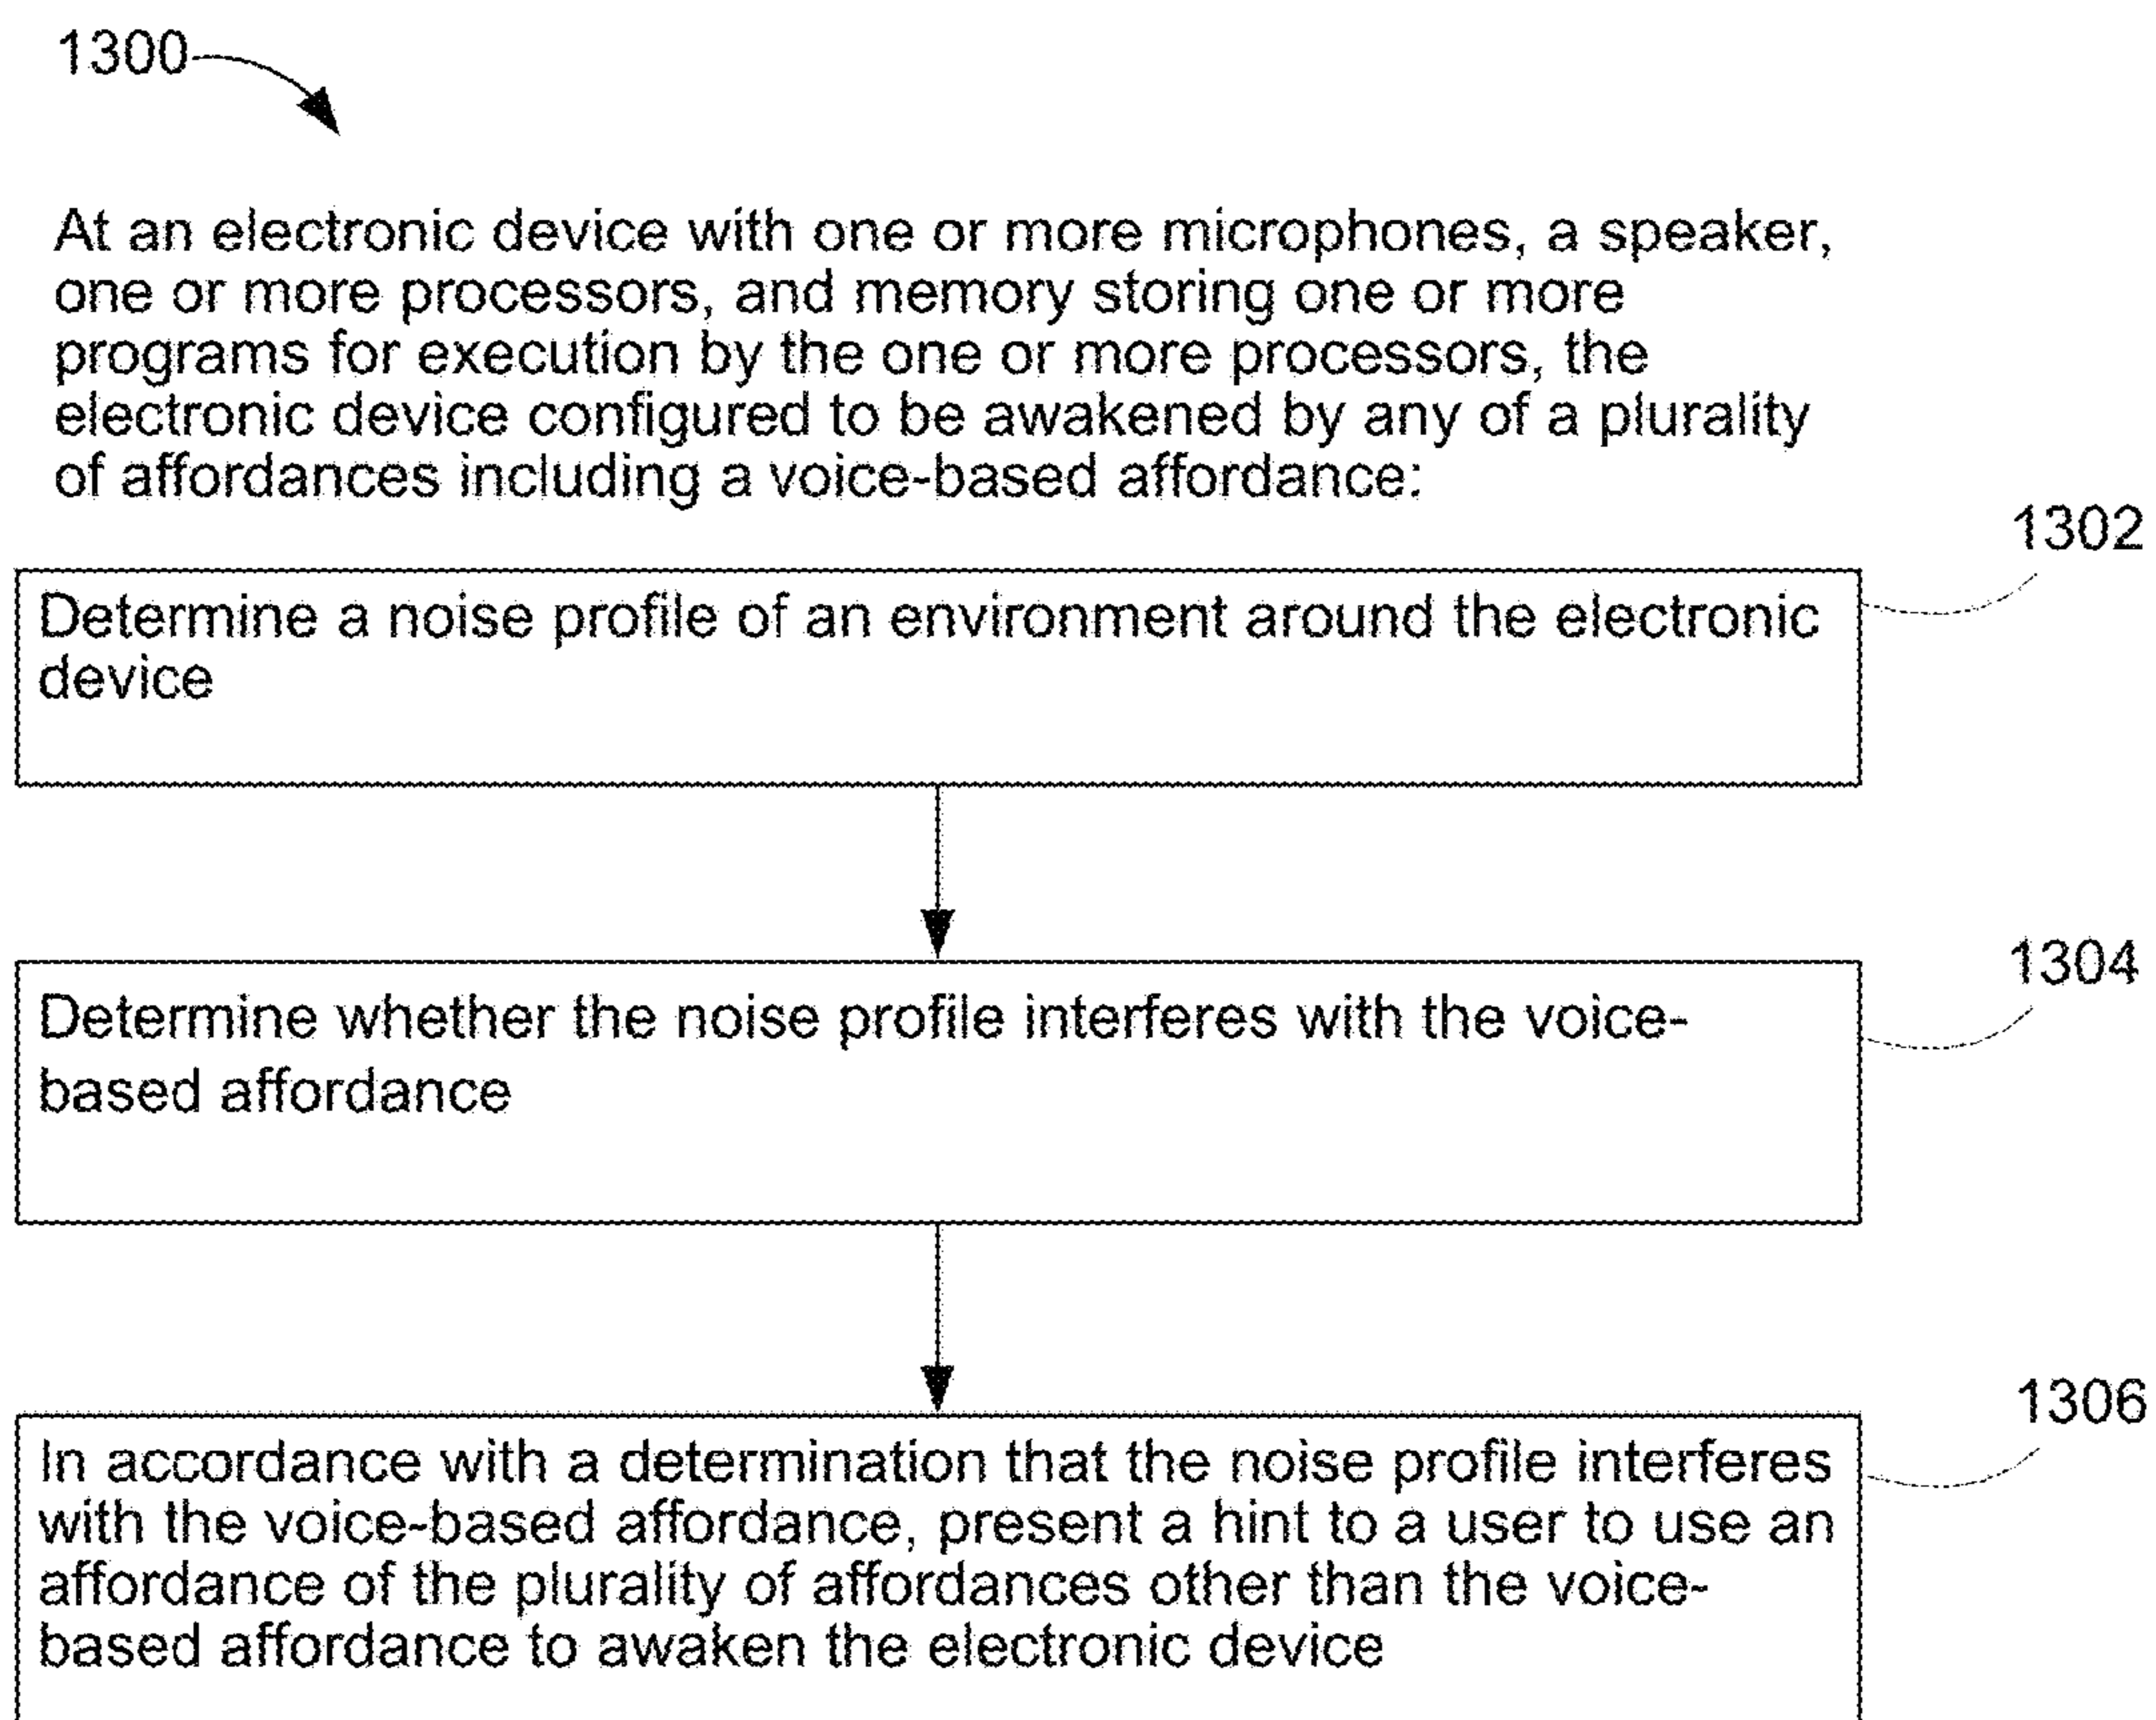 1300
At an electronic device with one or more microphones, a speaker,
one or more processors, and memory storing one or more
programs for execution by the one or more processors, the
electronic device configured to be awakened by any of a plurality
of affordances including a voice-based affordance:
1302
Determine a noise profile of an environment around the electronic
device
1304
Determine whether the noise profile interferes with the voice-
based affordance
1306
In accordance with a determination that the noise profile interferes
with the voice-based affordance, present a hint to a user to use an
affordance of the plurality of affordances other than the voice-
based affordance to awaken the electronic device